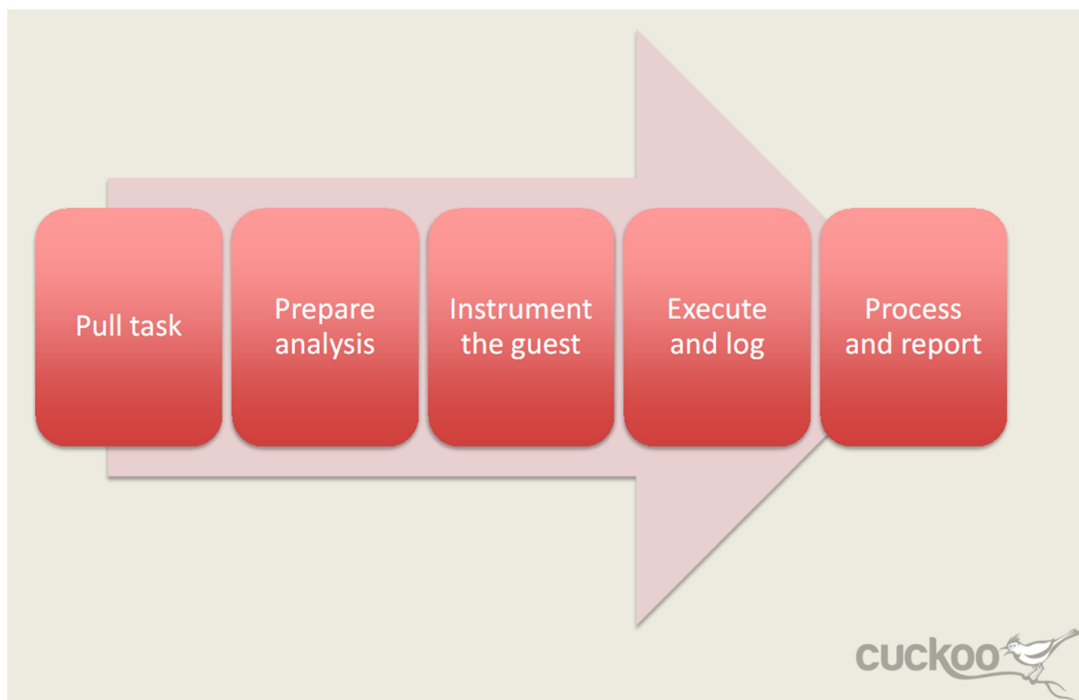 Pull task
Prepare
analysis
Instrument
the guest
Execute
and log
Process
and report
cuckoo